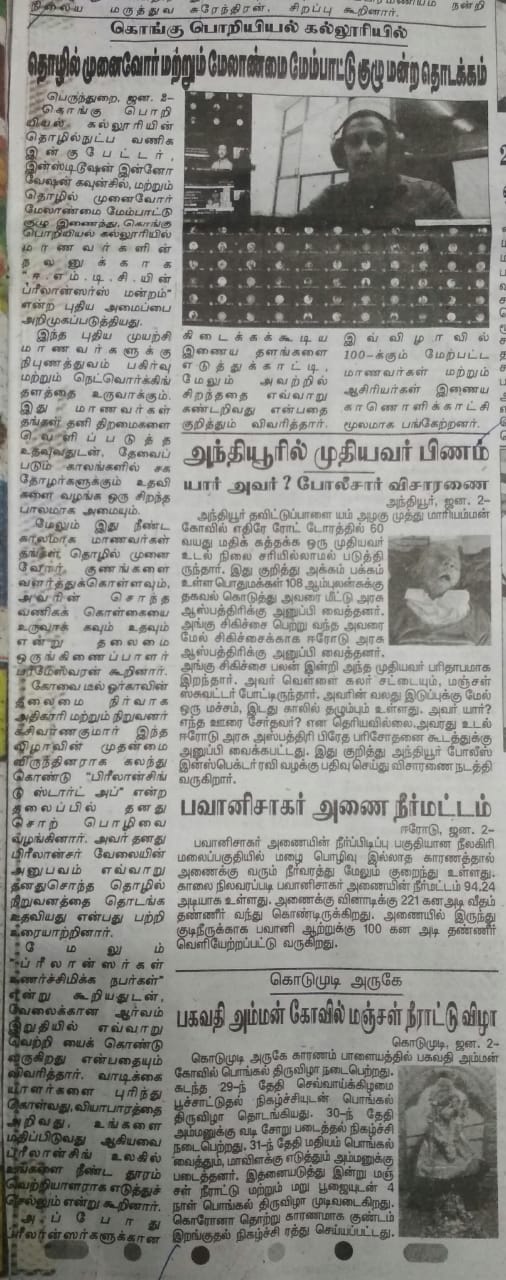 நிலைய மருத்துவ சுரேந்திரன், சிறப்பு கூறினார்.
நன்றி
கொங்கு பொறியியல் கல்லூரியில்
தொழில் முனைவோர் மற்றும் மேலாண்மை மேம்பாட்டு குழு மன்ற தொடக்கம்
பெருந்துறை, ஜன. 2–
கொங்கு பொறி
யியல் கல்லூரியின்
தொழில்நுட்ப வணிக
இன்குபேட்டர்,
இன்ஸ்டிடூஷன் இன்னோ
வேஷன் கவுன்சில், மற்றும்
தொழில் முனைவோர்
மேலாண்மை மேம்பாட்டு
குழு இணைந்து, கொங்கு
பொறியியல் கல்லூரியில்
மாணவர்களின்
நலனுக்காக
"ஈ.எம்.டி.சி.யின்
ப்ரீலான்ஸர்ஸ் மன்றம்"
என்ற புதிய அமைப்பை
அறிமுகப்படுத்தியது.
இந்த புதிய முயற்சி
மாணவர்களுக்கு
நிபுணத்துவம் பகிர்வு
மற்றும் நெட்வொர்க்கிங்
தளத்தை உருவாக்கும்.
இது மாணவர்கள்
தங்கள் தனி திறமைகளை
வெளிப்படுத்த
உதவுவதுடன், தேவைப்
படும் காலங்களில் சக
தோழர்களுக்கும் உதவி
களை வழங்க ஒரு சிறந்த
பாலமாக அமையும்.
மேலும் இது நீண்ட
காலமாக மாணவர்கள்
தங்கள் தொழில் முனை
வோர் குணங்களை
வளர்த்துக்கொள்ளவும்,
அவரின் சொந்த
வணிகக் கொள்கையை
உருவாக் கவும் உதவும்
என்று தலைமை
ஒருங்கிணைப்பாளர்
பரமேஸ்வரன் கூறினார்.
கோவை டீல் ஒர்காவின்
தலைமை நிர்வாக
அதிகாரி மற்றும் நிறுவனர்
சிவர்ணகுமார் இந்த
விழாவின் முதன்மை
விருந்தினராக கலந்து
கொண்டு "பிரீலான்சிங்
டூ ஸ்டார்ட் அப்" என்ற
தலைப்பில் தனது
சொற் பொழிவை
வழங்கினார். அவர் தனது
பிரீலான்சர் வேலையின்
அனுபவம் எவ்வாறு
தனதுசொந்த தொழில்
நிறுவனத்தை தொடங்க
உதவியது என்பது பற்றி
உரையாற்றினார்.
மேலும்
"ப்ரீலான்ஸர்கள்
உணர்ச்சிமிக்க நபர்கள்"
என்று கூறியதுடன்,
வேலைக்கான ஆர்வம்
இறுதியில் எவ்வாறு
வெற்றி யைக் கொண்டு
வருகிறது என்பதையும்
விவரித்தார். வாடிக்கை
யாளர்களை புரிந்து
கொள்வது,வியாபாரத்தை
அறிவது, உங்களை
மதிப்பிடுவது ஆகியவை
ப்ரீலான்சிங் உலகில்
உங்களை நீண்ட தூரம்
வெற்றியாளராக எடுத்துச்
செல்லும் என்று கூறினார்.
அப்போது
பிரீலான்ஸர்களுக்கான
கிடைக்கக்கூடிய
இணைய தளங்களை
எடுத்துக்காட்டி,
மேலும் அவற்றில்
சிறந்ததை எவ்வாறு
கண்டறிவது என்பதை
குறித்தும் விவரித்தார்.
இவ்விழாவில்
100-க்கும் மேற்பட்ட
மாணவர்கள் மற்றும்
ஆசிரியர்கள் இணைய
காணொளிக்காட்சி
மூலமாக பங்கேற்றனர்.
அந்தியூரில் முதியவர் பிணம்
யார் அவர் ? போலீசார் விசாரணை
அந்தியூர், ஜன. 2–
அந்தியூர் தவிட்டுப்பாளை யம் அழகு முத்து மாரியம்மன்
கோவில் எதிரே ரோட் டோரத்தில் 60
வயது மதிக் கத்தக்க ஒரு முதியவர்
உடல் நிலை சரியில்லாமல் படுத்தி
ருந்தார். இது குறித்து அக்கம் பக்கம்
உள்ள பொதுமக்கள் 108 ஆம்புலன்சுக்கு
தகவல் கொடுத்து அவரை மீட்டு அரசு
ஆஸ்பத்திரிக்கு அனுப்பி வைத்தனர்.
அங்கு சிகிச்சை பெற்று வந்த அவரை
மேல் சிகிச்சைக்காக ஈரோடு அரசு
ஆஸ்பத்திரிக்கு அனுப்பி வைத்தனர்.
அங்கு சிகிச்சை பலன் இன்றி அந்த முதியவர் பரிதாபமாக
இறந்தார். அவர் வெள்ளை கலர் சட்டையும், மஞ்சள்
ஸ்சுவட்டர் போட்டிருந்தார். அவரின் வலது இடுப்புக்கு மேல்
ஒரு மச்சம், இடது காலில் தழும்பும் உள்ளது. அவர் யார்?
எந்த ஊரை சேர்தவர்? என தெரியவில்லை.அவரது உடல்
ஈரோடு அரசு அஸ்பத்திரி பிரேத பரிசோதனை கூடத்துக்கு
அனுப்பி வைக்கபட்டது. இது குறித்து அந்தியூர் போலீஸ்
இன்ஸ்பெக்டர் ரவி வழக்கு பதிவு செய்து விசாரணை நடத்தி
வருகிறார்.
பவானிசாகர் அணை நீர்மட்டம்
ஈரோடு, ஜன. 2–
பவானிசாகர் அணையின் நீர்ப்பிடிப்பு பகுதியான நீலகிரி
மலைப்பகுதியில் மழை பொழிவு இல்லாத காரணத்தால்
அணைக்கு வரும் நீர்வரத்து மேலும் குறைந்து உள்ளது.
காலை நிலவரப்படி பவானிசாகர் அணையின் நீர்மட்டம் 94.24
அடியாக உள்ளது. அணைக்கு வினாடிக்கு 221 கனஅடி வீதம்
தண்ணீர் வந்து கொண்டிருக்கிறது. அணையில் இருந்து
குடிநீருக்காக பவானி ஆற்றுக்கு 100 கன அடி தண்ணீர்
வெளியேற்றப்பட்டு வருகிறது.
கொடுமுடி அருகே
பகவதி அம்மன் கோவில் மஞ்சள் நீராட்டு விழா
கொடுமுடி, ஜன. 2–
கொடுமுடி அருகே காரணம் பாளையத்தில் பகவதி அம்மன்
கோவில் பொங்கல் திருவிழா நடைபெற்றது.
கடந்த 29-ந் தேதி செவ்வாய்க்கிழமை
பூச்சாட்டுதல் நிகழ்ச்சியுடன் பொங்கல்
திருவிழா தொடங்கியது. 30-ந் தேதி
அம்மனுக்கு வடி சோறு படைத்தல் நிகழ்ச்சி
நடைபெற்றது, 31-ந் தேதி மதியம் பொங்கல்
வைத்தும், மாவிளக்கு எடுத்தும் அம்மனுக்கு
படைத்தனர். இதனையடுத்து இன்று மஞ்
சள் நீராட்டு மற்றும் மறு பூஜையுடன் 4
நாள் பொங்கல் திருவிழா முடிவடைகிறது.
கொரோனா தொற்று காரணமாக குண்டம்
இறங்குதல் நிகழ்ச்சி ரத்து செய்யப்பட்டது.